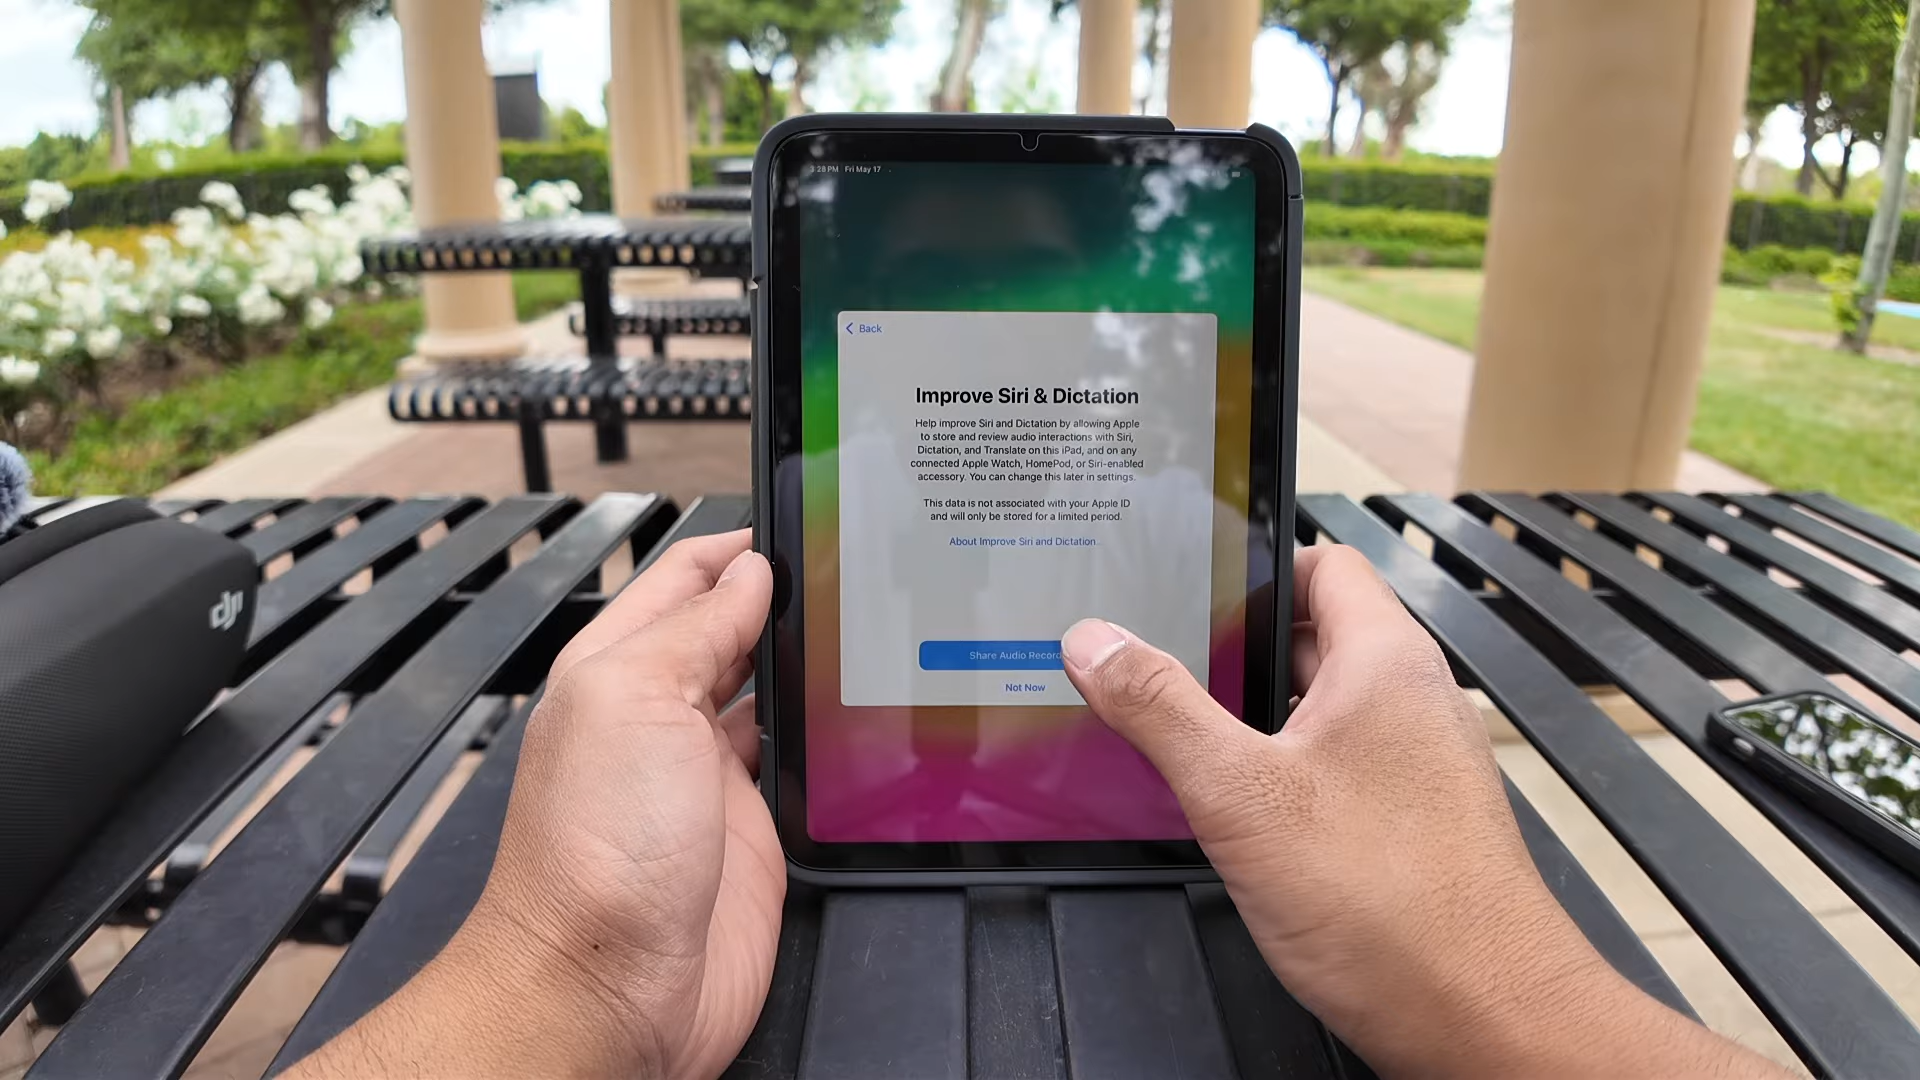 3:28 PM Fri May 17
Back
Improve Siri & Dictation
Help improve Siri and Dictation by allowing Apple
to store and review audio interactions with Siri,
Dictation, and Translate on this iPad, and on any
connected Apple Watch, HomePod, or Siri-enabled
accessory. You can change this later in settings.
This data is not associated with your Apple ID
and will only be stored for a limited period.
About Improve Siri and Dictation...
dji
Share Audio Record
Not Now